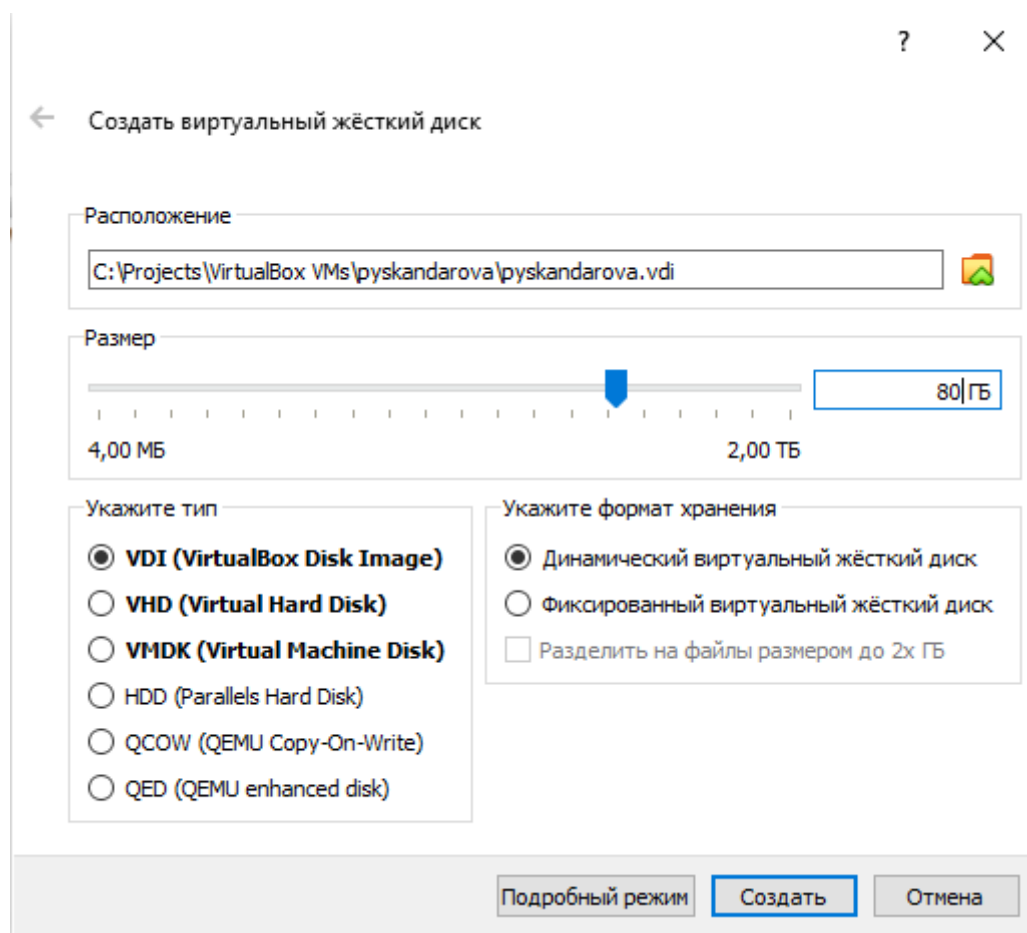 ?
Создать виртуальный жёсткий диск
Расположение
C:\Projects\VirtualBox VMs\pyskandarova\pyskandarova.vdi
Размер
80 ГБ
4,00 МБ 2,00 ТБ
Укажите тип
VDI (VirtualBox Disk Image)
VHD (Virtual Hard Disk)
VMDK (Virtual Machine Disk)
HDD (Parallels Hard Disk)
QCOW (QEMU Copy-On-Write)
QED (QEMU enhanced disk)
Укажите формат хранения
Динамический виртуальный жёсткий диск
Фиксированный виртуальный жёсткий диск
Разделить на файлы размером до 2х ГБ
Подробный режим Создать Отмена